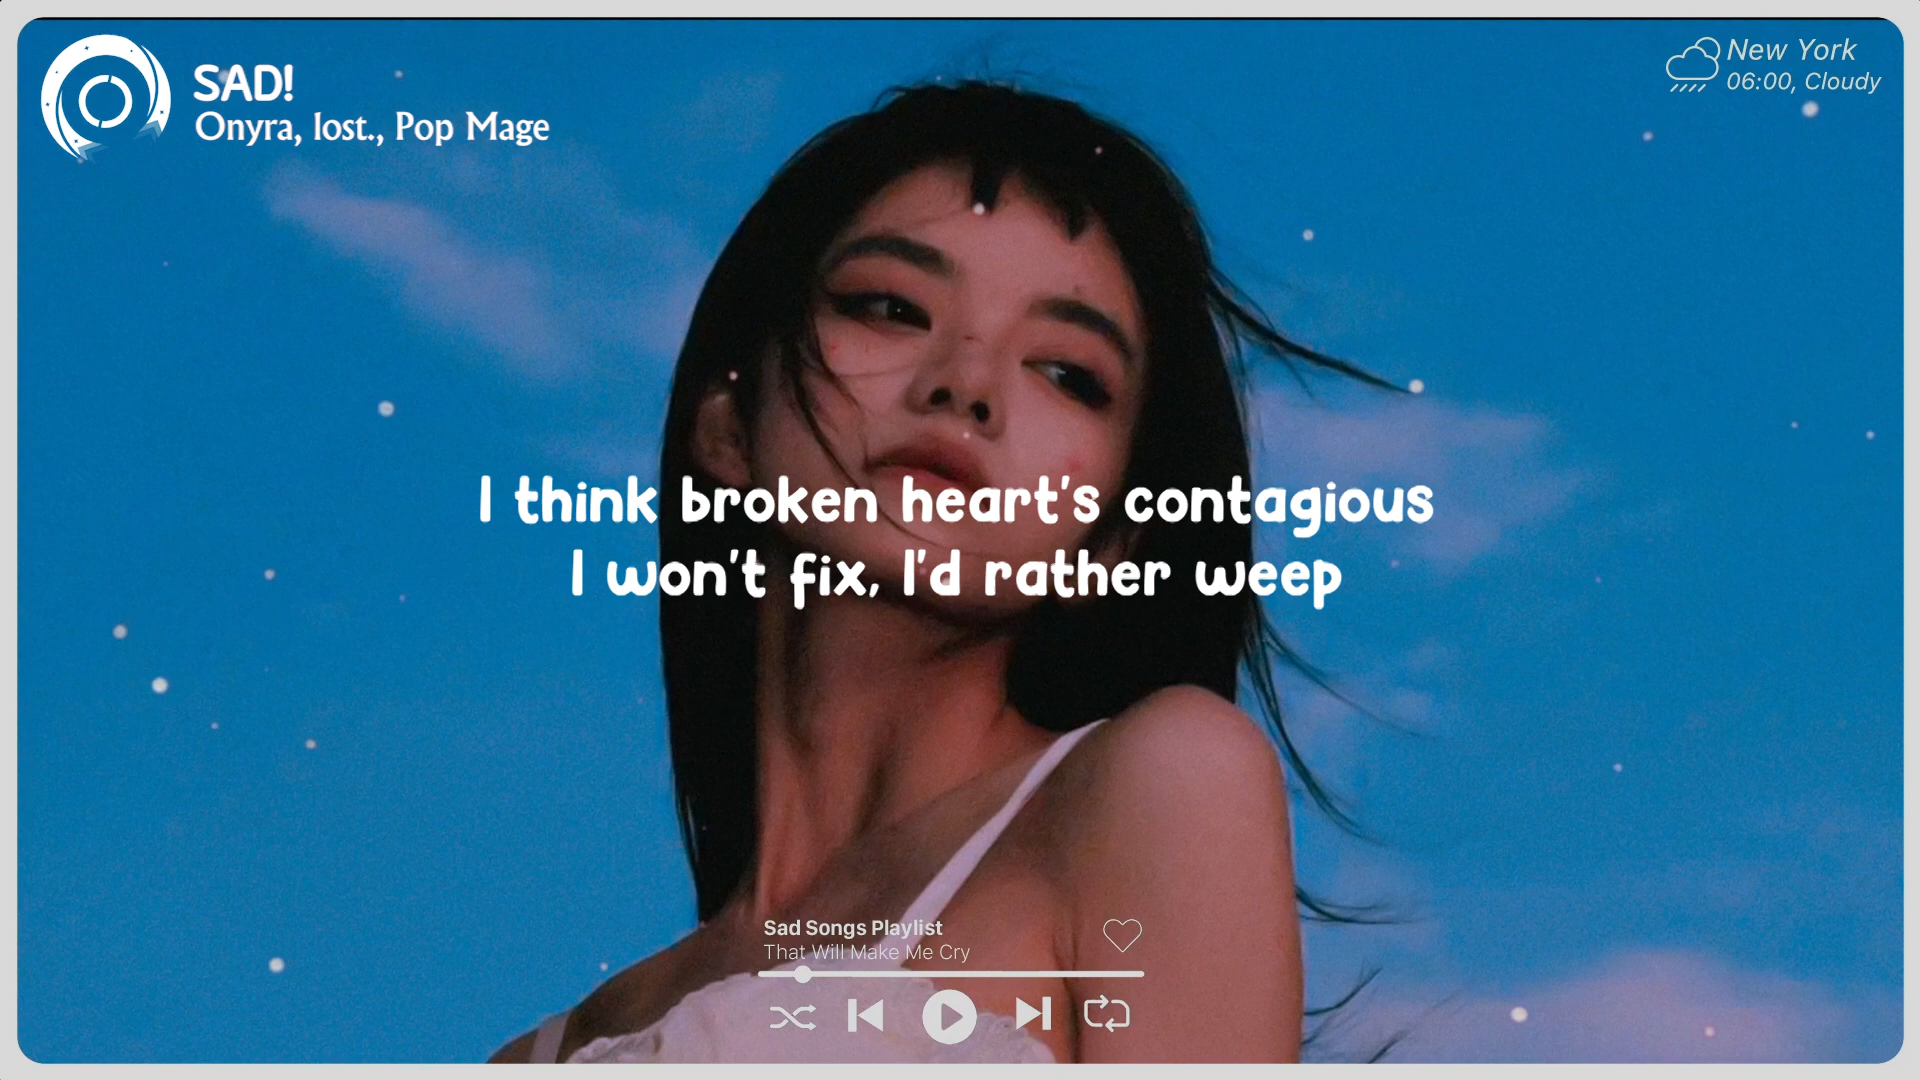 SAD!
Onyra, lost., Pop Mage
New York
06:00, Cloudy
I think broken heart's contagious
I won't fix, I'd rather weep
Sad Songs Playlist
That Will Make Me Cry